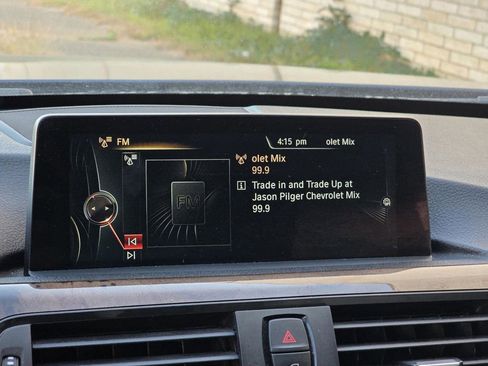 FM
4:15 pm
olet Mix
olet Mix
99.9
Trade in and Trade Up at
Jason Pilger Chevrolet Mix
99.9
FM